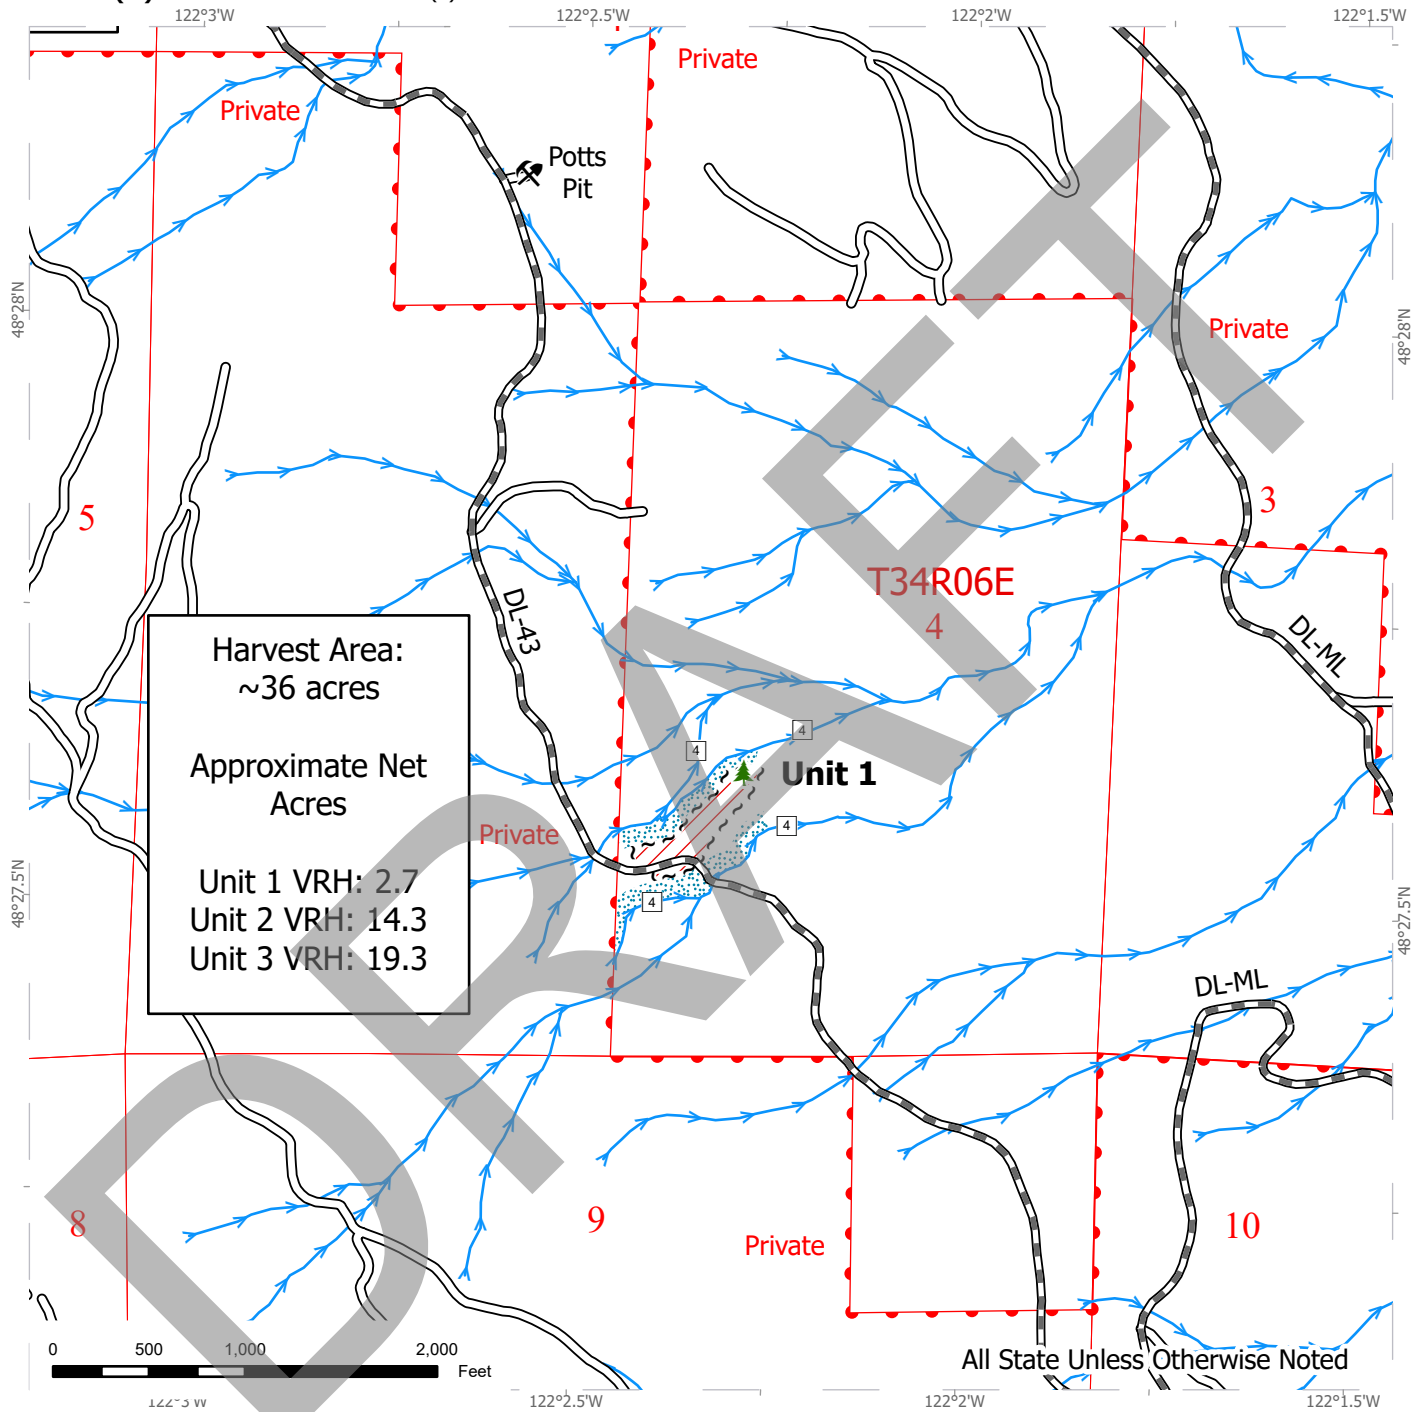 122°3'W
122°2.5'W
122°2'W
122°1.5'W
Private
Private
Potts
Pit
48°28'N
48°28'N
Private
5
3
T34R06E
4
DL-43
DL-ML
Harvest Area:
~36 acres
Approximate Net
Acres
Unit 1 VRH: 2.7
Unit 2 VRH: 14.3
Unit 3 VRH: 19.3
4
4
Unit 1
4
Private
4
48°27.5'N
48°27.5'N
DL-ML
8
9
10
Private
DRAFT
0 500 1,000 2,000
Feet
All State Unless Otherwise Noted
122°3'W
122°2.5'W
122°2'W
122°1.5'W